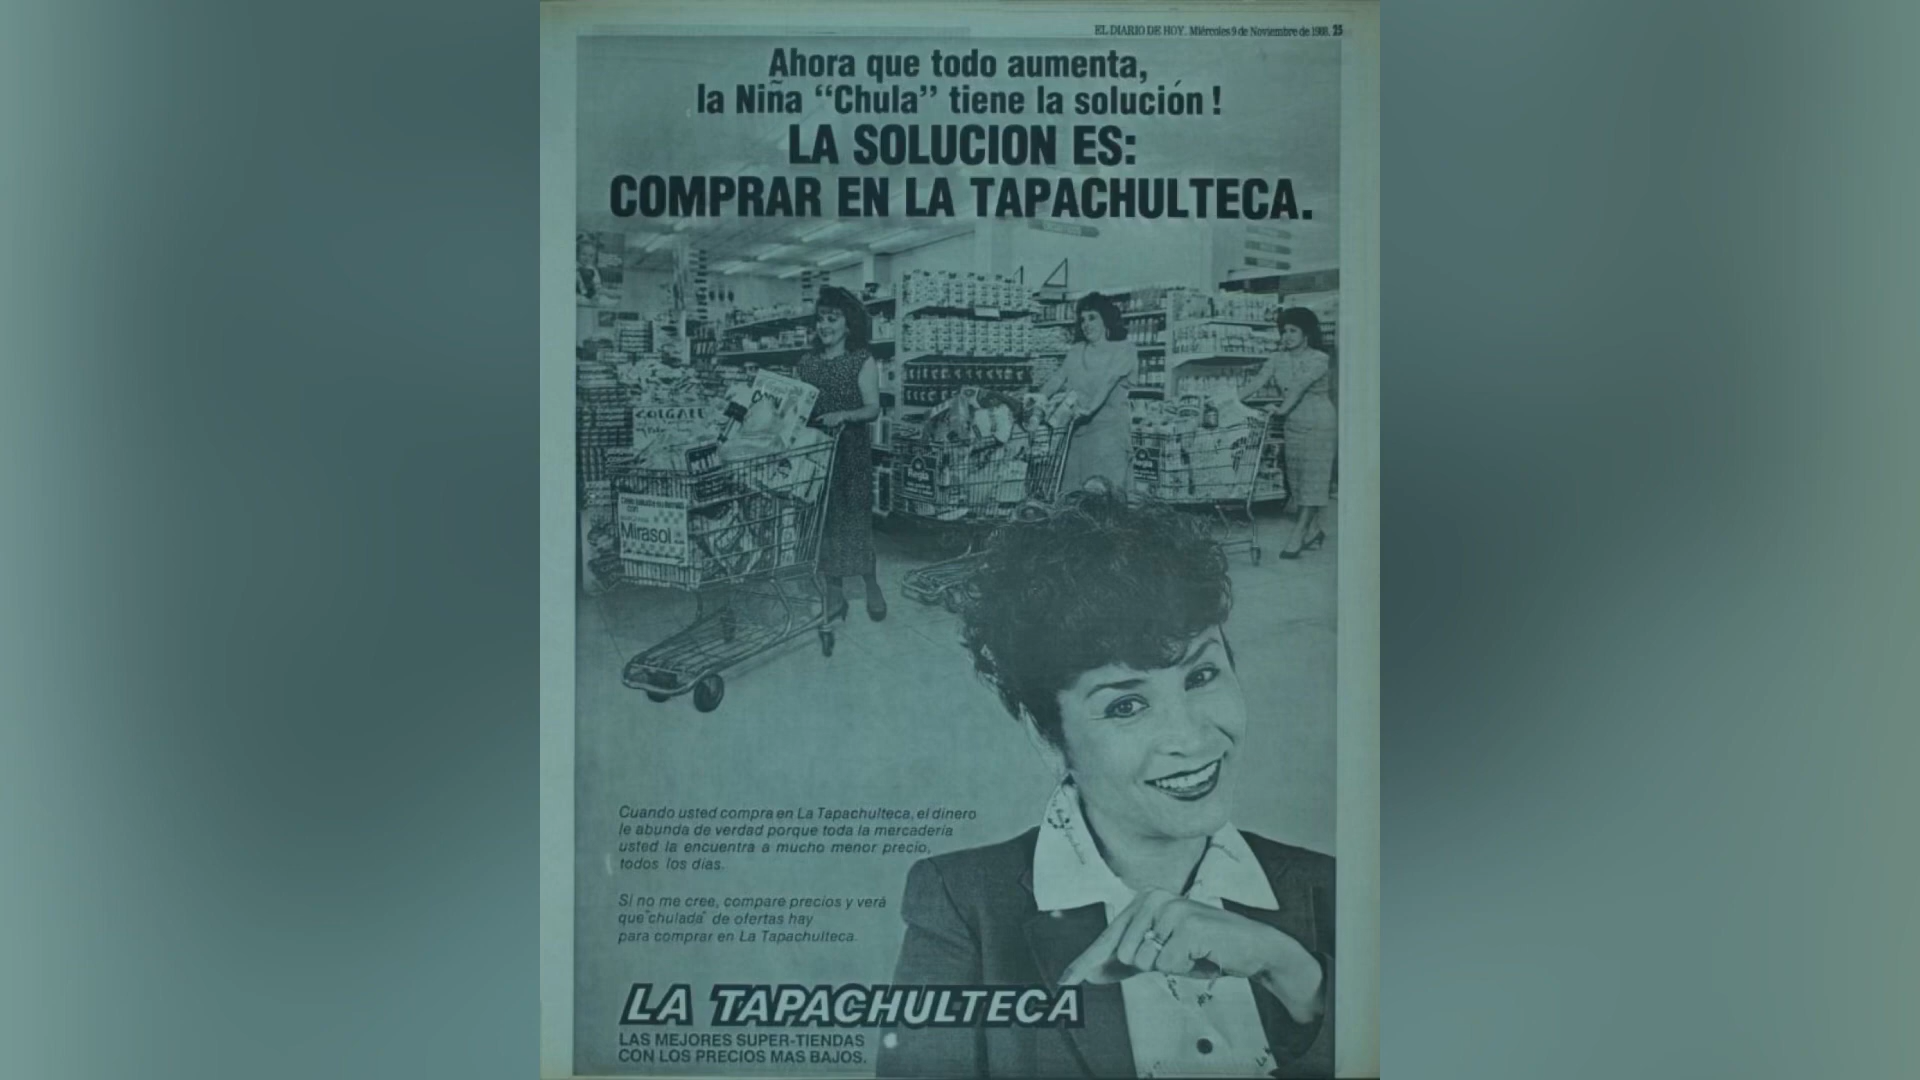 EL DIARIO DE HOY. Miércoles 9 de Noviembre de 1988. 25
Ahora que todo aumenta,
la Niña “Chula” tiene la solución !
LA SOLUCION ES:
COMPRAR EN LA TAPACHULTECA.
COLGATE
KLIM
con
Mirasol
Cuando usted compra en La Tapachulteca, el dinero
le abunda de verdad porque toda la mercadería
usted la encuentra a mucho menor precio,
todos los días.
Si no me cree, compare precios y verá
que "chulada" de ofertas hay
para comprar en La Tapachulteca.
LA TAPACHULTECA
LAS MEJORES SUPER-TIENDAS
CON LOS PRECIOS MAS BAJOS.